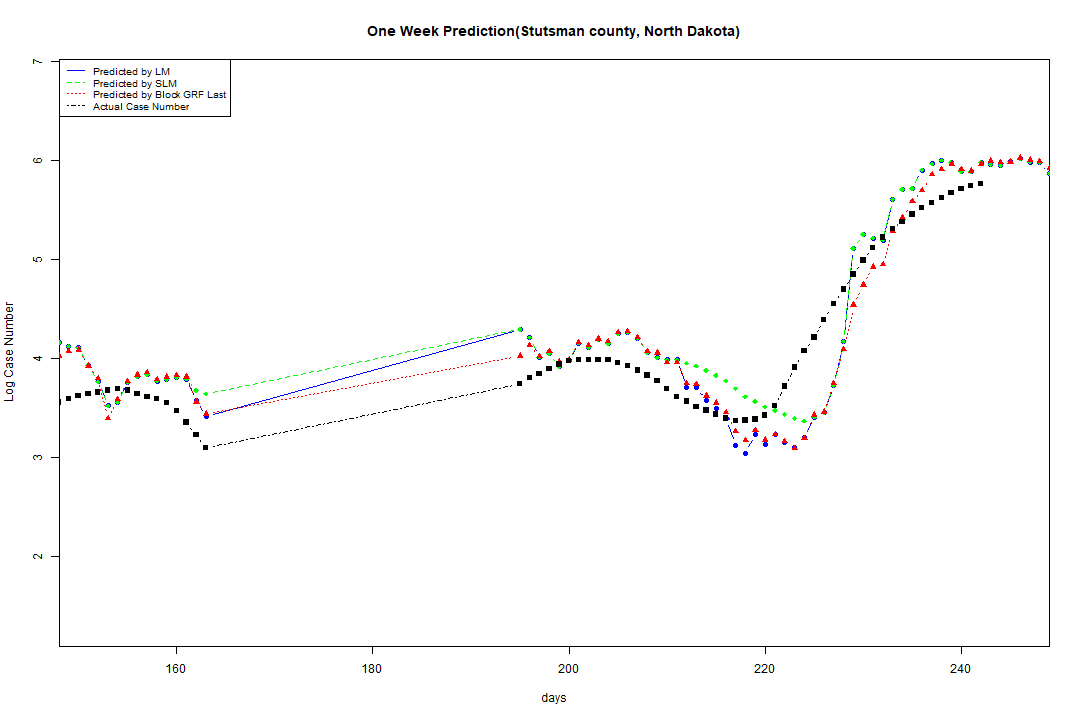 One Week Prediction(Stutsman county, North Dakota)
Predicted by LM
Predicted by SLM
Predicted by Block GRF Last
Actual Case Number
7
6
5
4
3
2
Log Case Number
160
180
200
220
240
days